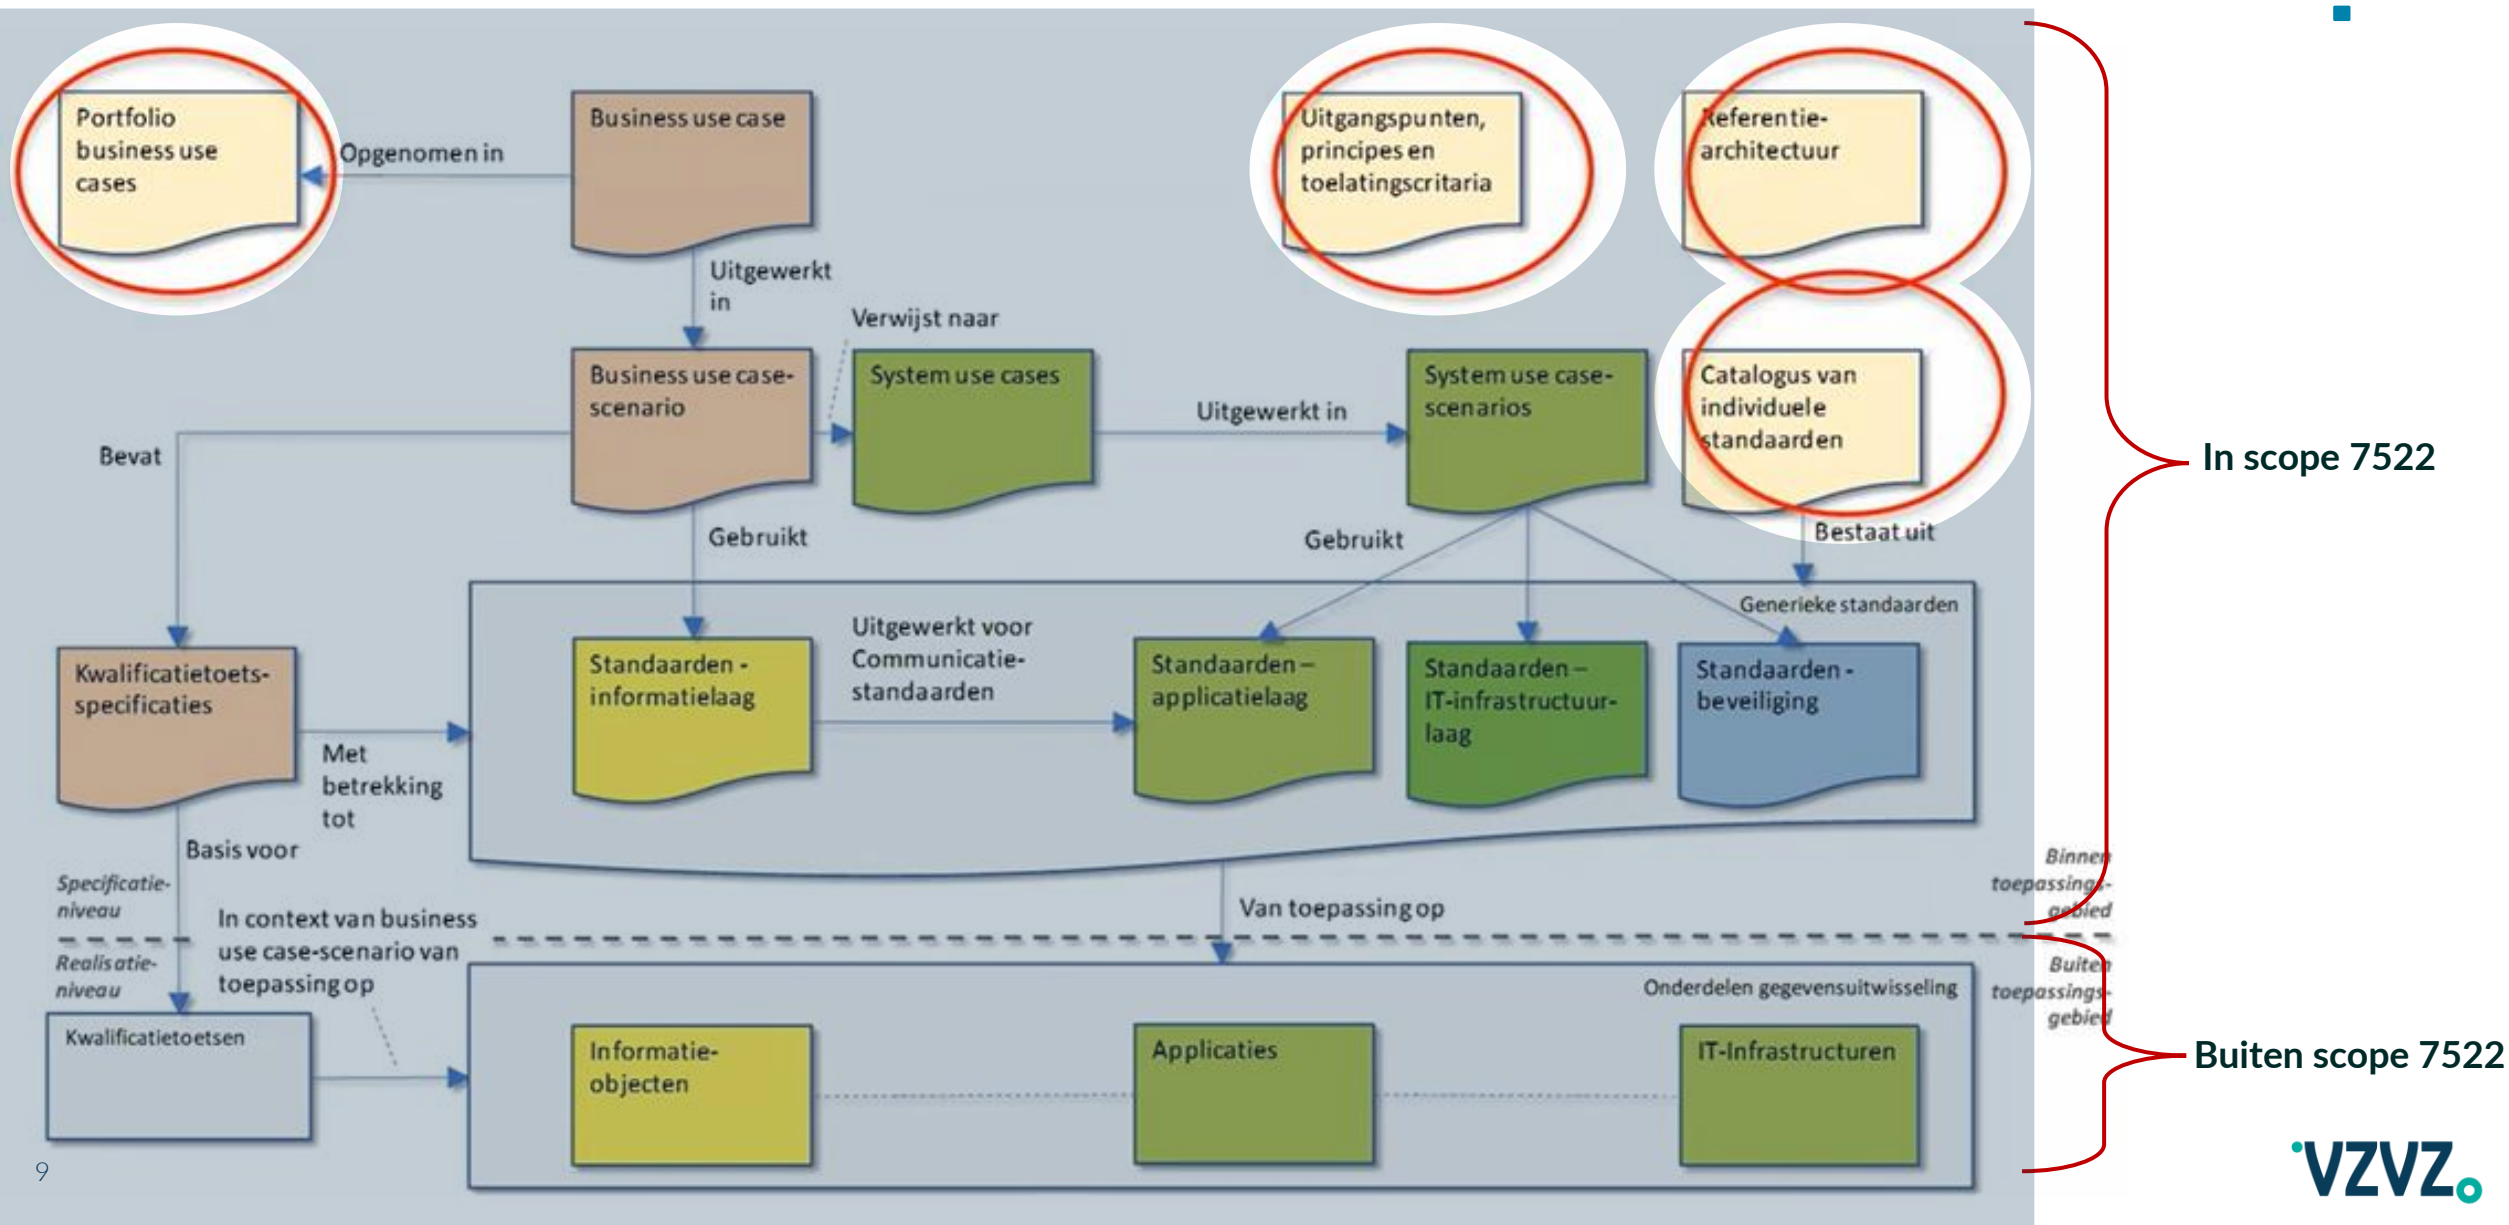 Portfolio
business use
cases
Opgenomen in
Business use case
Uitgangspunten,
principes en
toelatingscritaria
Referentie-
architectuur
Uitgewerkt
in
Verwijst naar
Business use case-
scenario
System use cases
Uitgewerkt in
System use case-
scenarios
Catalogus van
individuele
standaarden
In scope 7522
Bevat
Gebruikt
Gebruikt
Bestaat uit
Generieke standaarden
Kwalificatietoets-
specificaties
Met
betrekking
tot
Standaarden -
informatielaag
Uitgewerkt voor
Communicatie-
standaarden
Standaarden –
applicatielaag
Standaarden –
IT-infrastructuur-
laag
Standaarden -
beveiliging
Basis voor
Specificatie-
niveau
Binnen
toepassings-
gebied
Van toepassing op
In context van business
use case-scenario van
toepassing op
Realisatie-
niveau
Buiten
toepassings-
gebied
Onderdelen gegevensuitwisseling
Kwalificatietoetsen
Informatie-
objecten
Applicaties
IT-Infrastructuren
Buiten scope 7522
9
VZVZ